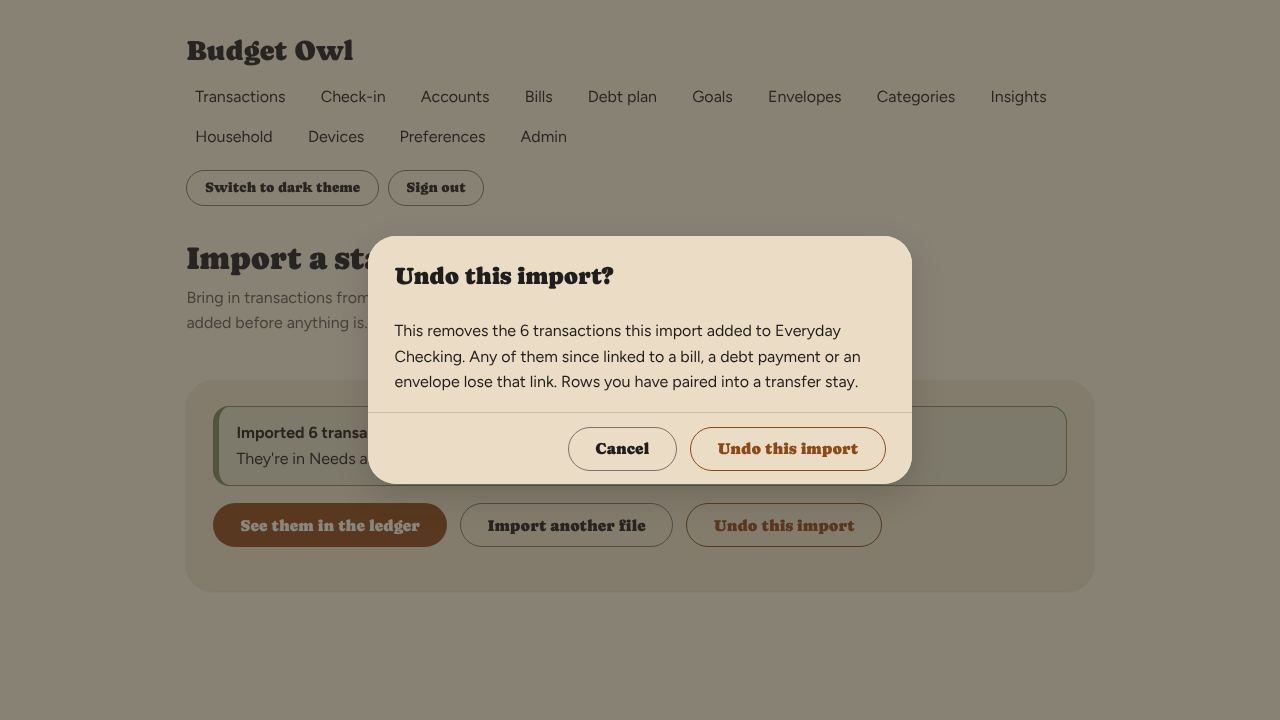 Budget Owl
Transactions Check-in Accounts Bills Debt plan Goals Envelopes Categories Insights
Household Devices Preferences Admin
Switch to dark theme Sign out
Import a sta
Bring in transactions from
added before anything is.
Undo this import?
This removes the 6 transactions this import added to Everyday
Checking. Any of them since linked to a bill, a debt payment or an
envelope lose that link. Rows you have paired into a transfer stay.
Cancel Undo this import
Imported 6 transa
They're in Needs a
See them in the ledger Import another file Undo this import